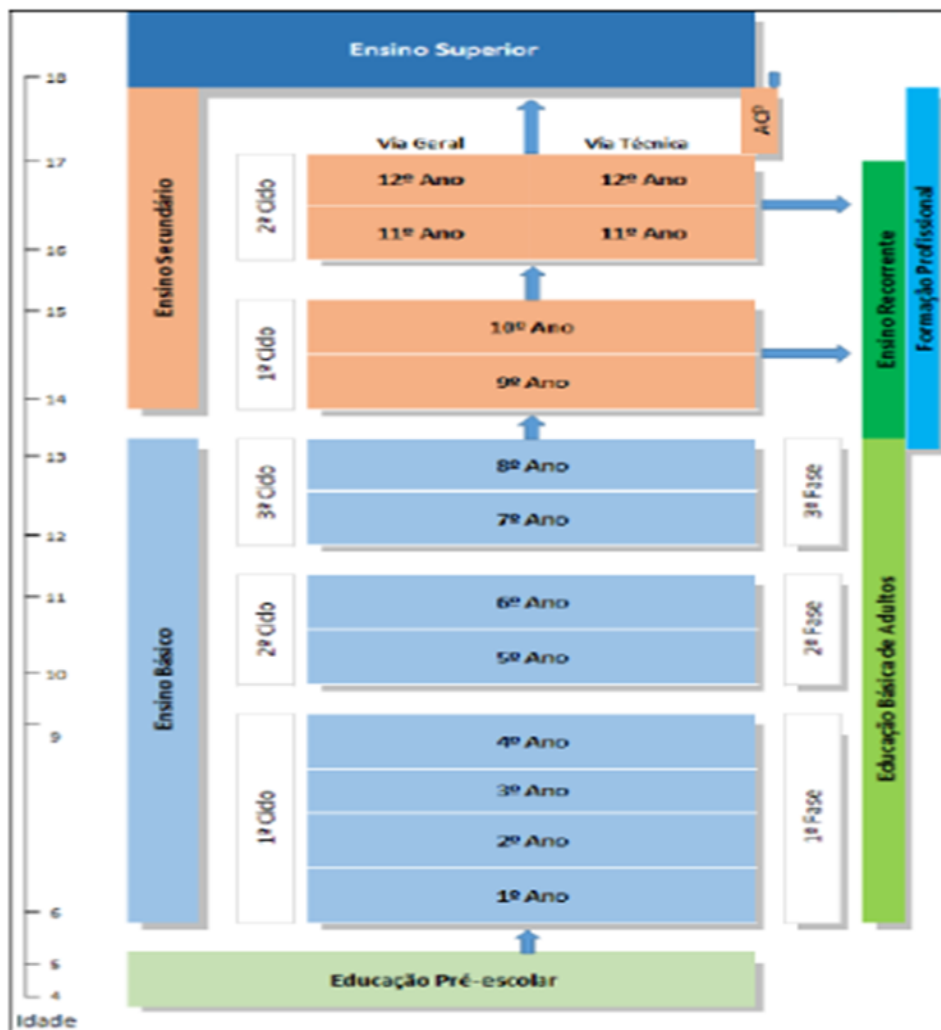 Ensino Superior
18
ACP
Via Geral
Via Técnica
17
12º Ano
12º Ano
2º Ciclo
11º Ano
11º Ano
16
Ensino Secundário
Ensino Recorrente
Formação Profissional
15
10º Ano
1º Ciclo
9º Ano
14
13
8º Ano
3º Ciclo
3ª Fase
7º Ano
12
11
6º Ano
2º Ciclo
2ª Fase
5º Ano
10
Ensino Básico
Educação Básica de Adultos
9
4º Ano
3º Ano
1º Ciclo
1ª Fase
2º Ano
1º Ano
6
5
Educação Pré-escolar
4
Idade